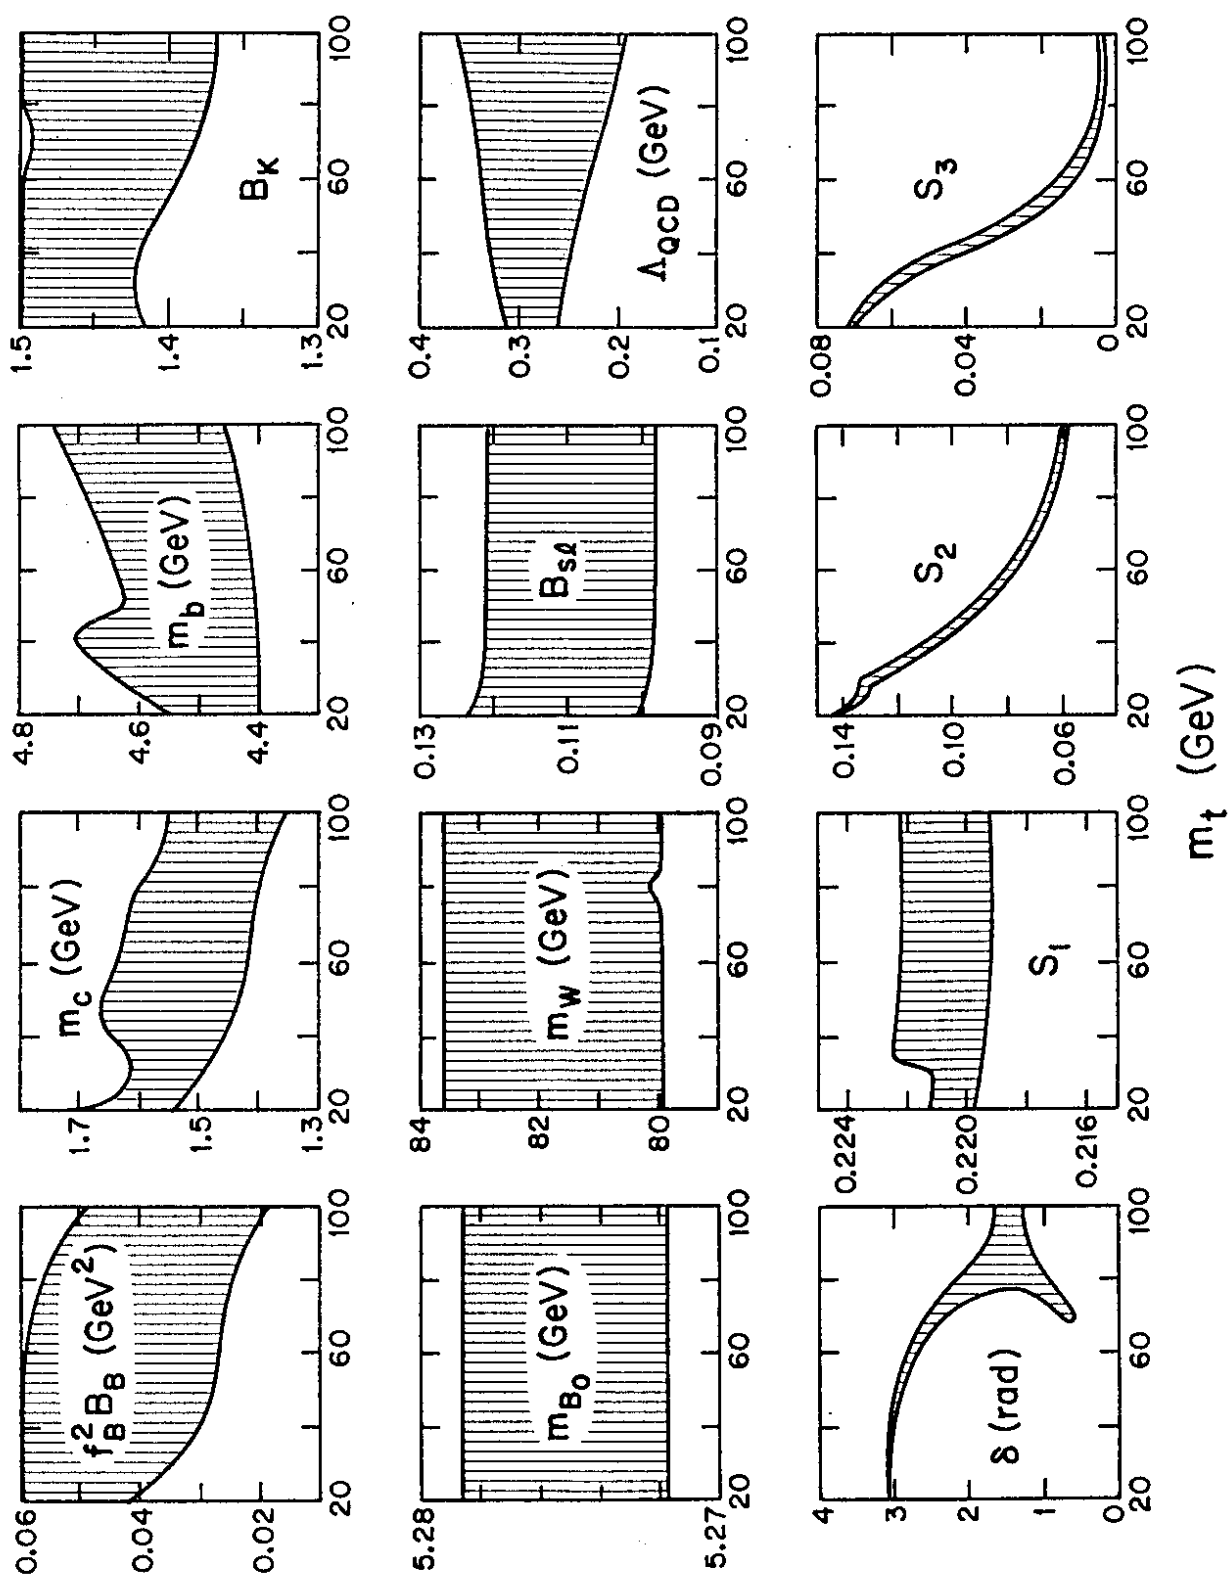 0.06
0.04
0.02
f_B^2 B_B (GeV^2)
20 60 100
1.7
1.5
1.3
m_c (GeV)
20 60 100
4.8
4.6
4.4
m_b (GeV)
20 60 100
1.5
1.4
1.3
B_K
20 60 100
5.28
5.27
m_B0 (GeV)
20 60 100
84
82
80
m_W (GeV)
20 60 100
0.13
0.11
0.09
B_sℓ
20 60 100
0.4
0.3
0.2
0.1
Λ_QCD (GeV)
20 60 100
4
3
2
1
0
δ (rad)
20 60 100
0.224
0.220
0.216
S_1
20 60 100
0.14
0.10
0.06
S_2
20 60 100
0.08
0.04
0
S_3
20 60 100
m_t (GeV)